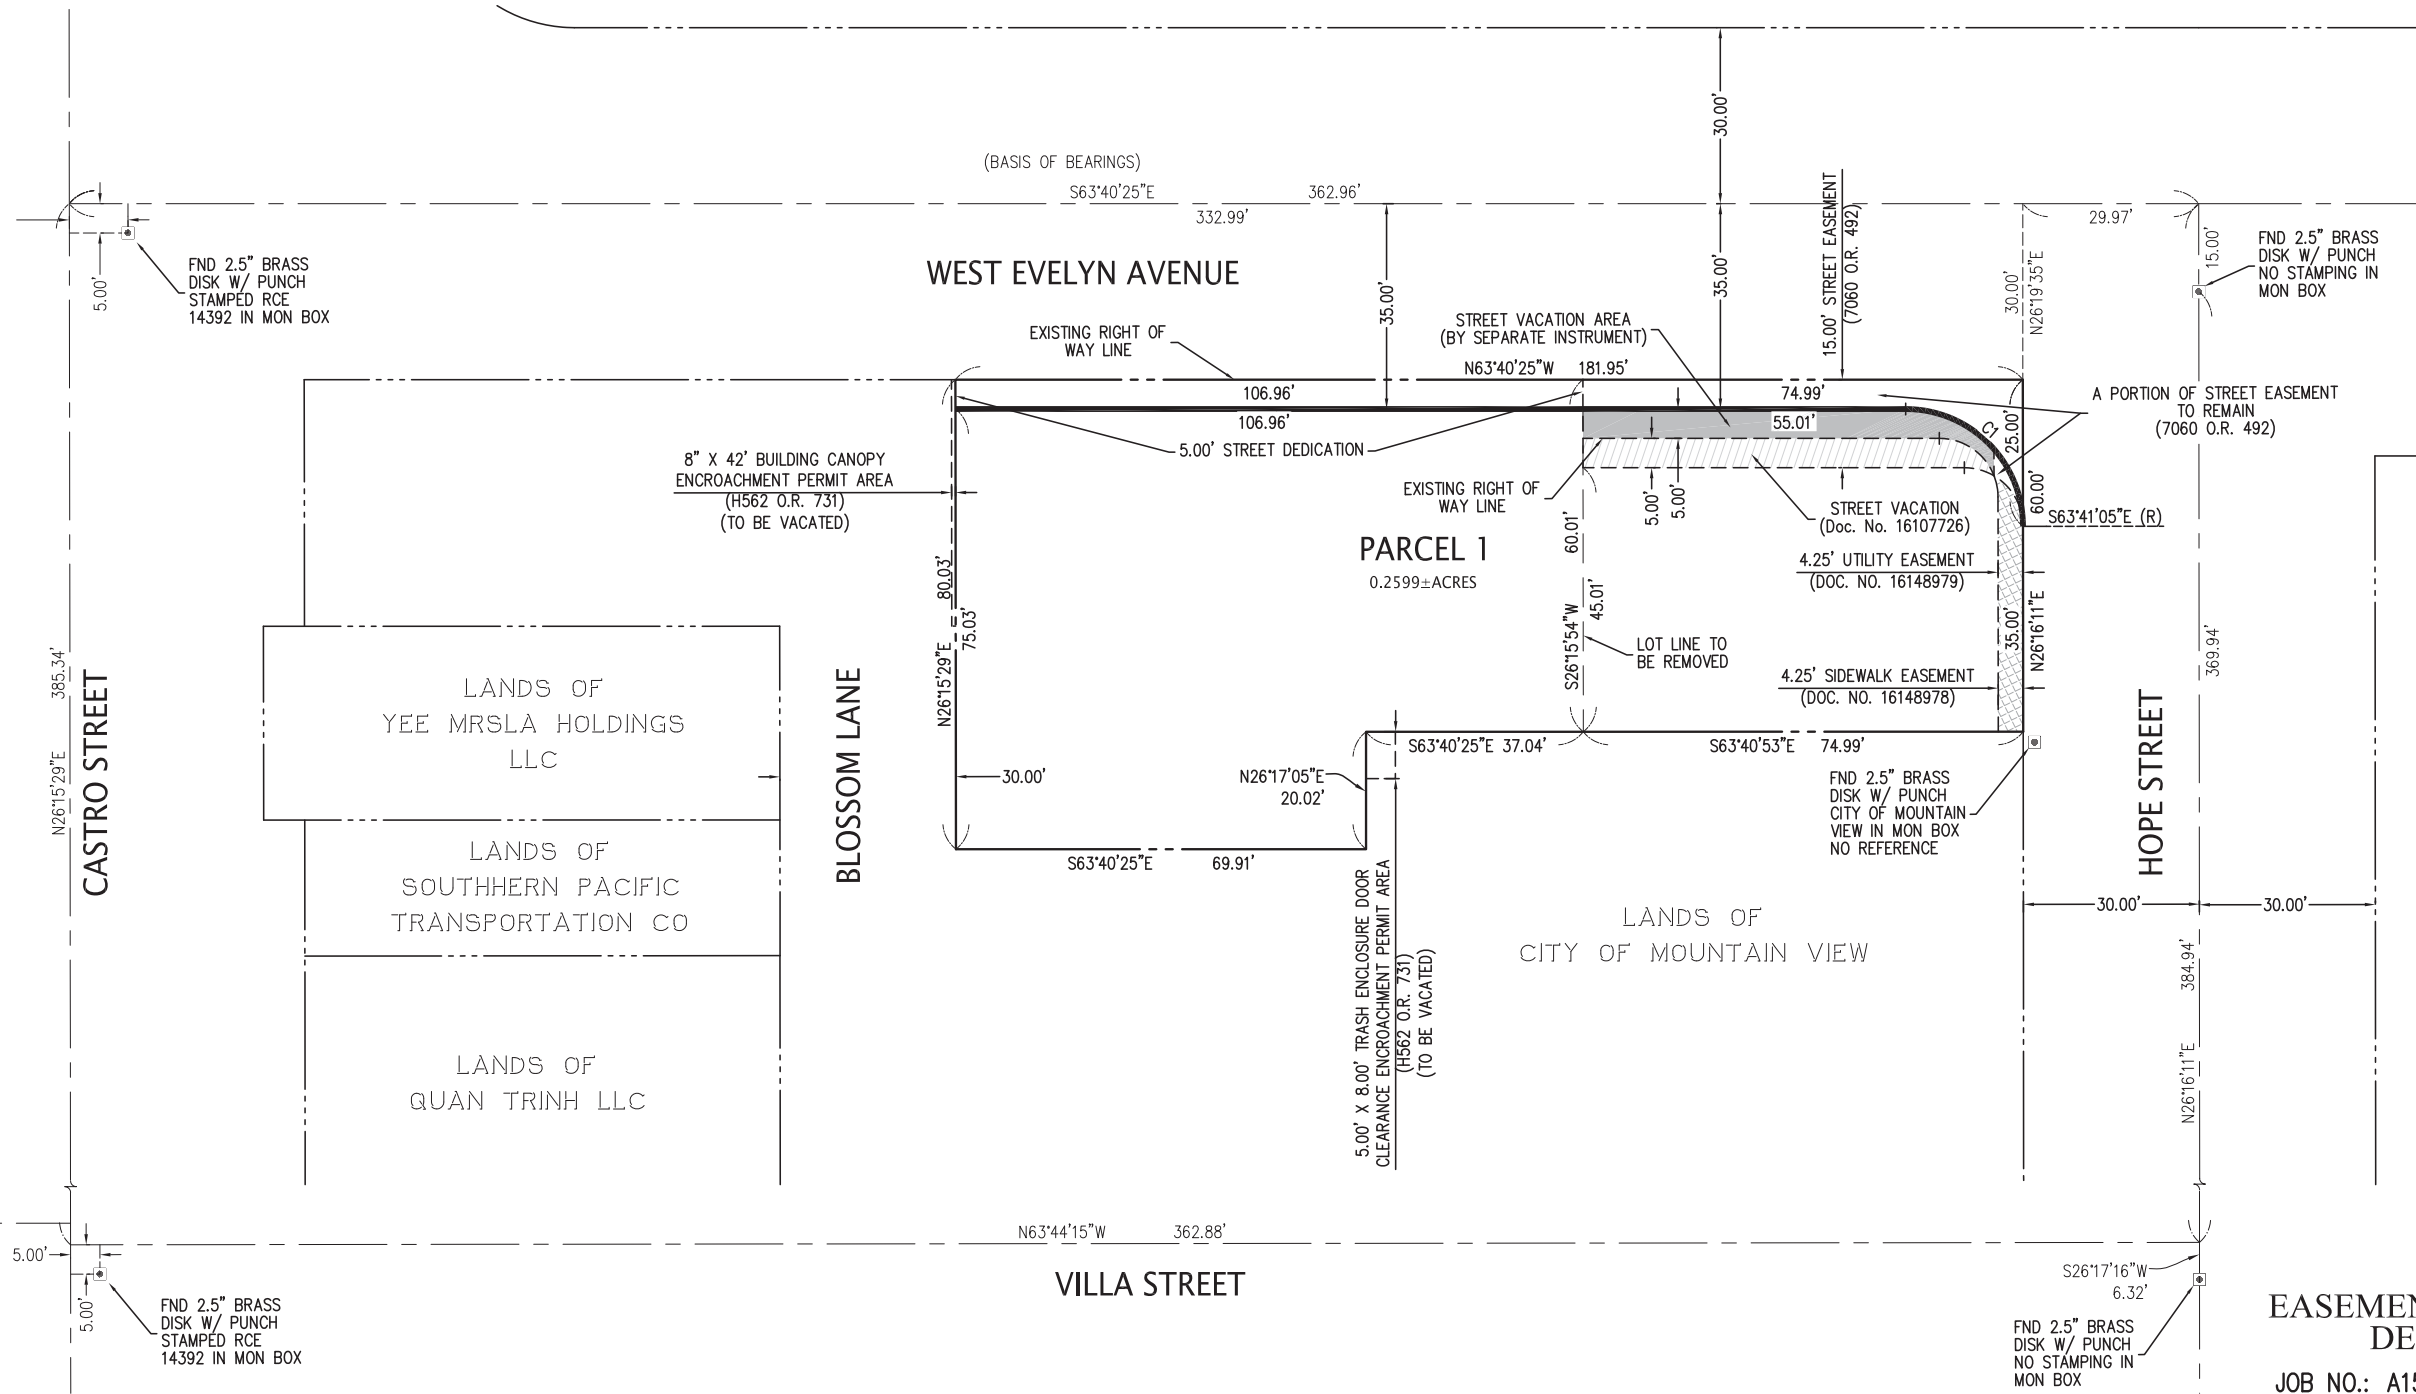 (BASIS OF BEARINGS)
S63°40'25"E 362.96'
332.99'
29.97'
30.00'
35.00'
35.00'
15.00' STREET EASEMENT
(7060 O.R. 492)
30.00'
N26°19'35"E
15.00'
5.00'
FND 2.5" BRASS
DISK W/ PUNCH
STAMPED RCE
14392 IN MON BOX
WEST EVELYN AVENUE
FND 2.5" BRASS
DISK W/ PUNCH
NO STAMPING IN
MON BOX
EXISTING RIGHT OF
WAY LINE
STREET VACATION AREA
(BY SEPARATE INSTRUMENT)
N63°40'25"W 181.95'
106.96'
74.99'
106.96'
55.01'
C1
25.00'
A PORTION OF STREET EASEMENT
TO REMAIN
(7060 O.R. 492)
5.00' STREET DEDICATION
8" X 42' BUILDING CANOPY
ENCROACHMENT PERMIT AREA
(H562 O.R. 731)
(TO BE VACATED)
EXISTING RIGHT OF
WAY LINE
5.00'
5.00'
60.00'
STREET VACATION
(Doc. No. 16107726)
S63°41'05"E (R)
PARCEL 1
0.2599±ACRES
60.01'
45.01'
S26°15'54"W
4.25' UTILITY EASEMENT
(DOC. NO. 16148979)
80.03'
75.03'
N26°15'29"E
LOT LINE TO
BE REMOVED
35.00'
N26°16'11"E
4.25' SIDEWALK EASEMENT
(DOC. NO. 16148978)
385.34'
N26°15'29"E
CASTRO STREET
LANDS OF
YEE MRSLA HOLDINGS
LLC
BLOSSOM LANE
369.94'
S63°40'25"E 37.04'
S63°40'53"E 74.99'
30.00'
N26°17'05"E
20.02'
FND 2.5" BRASS
DISK W/ PUNCH
CITY OF MOUNTAIN
VIEW IN MON BOX
NO REFERENCE
HOPE STREET
LANDS OF
SOUTHHERN PACIFIC
TRANSPORTATION CO
S63°40'25"E 69.91'
5.00' X 8.00' TRASH ENCLOSURE DOOR
CLEARANCE ENCROACHMENT PERMIT AREA
(H562 O.R. 731)
(TO BE VACATED)
LANDS OF
CITY OF MOUNTAIN VIEW
30.00'
30.00'
384.94'
N26°16'11"E
LANDS OF
QUAN TRINH LLC
N63°44'15"W 362.88'
5.00'
5.00'
VILLA STREET
FND 2.5" BRASS
DISK W/ PUNCH
STAMPED RCE
14392 IN MON BOX
S26°17'16"W
6.32'
FND 2.5" BRASS
DISK W/ PUNCH
NO STAMPING IN
MON BOX
EASEMEN
DE
JOB NO.: A15